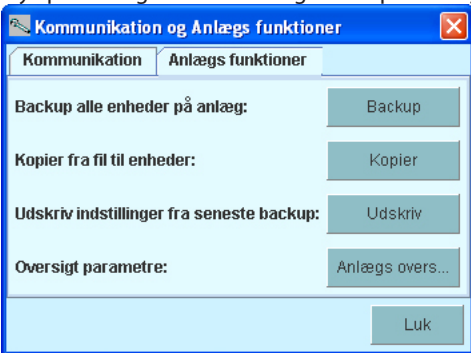 Kommunikation og Anlægs funktioner
Kommunikation Anlægs funktioner
Backup alle enheder på anlæg: Backup
Kopier fra fil til enheder: Kopier
Udskriv indstillinger fra seneste backup: Udskriv
Oversigt parametre: Anlægs overs...
Luk